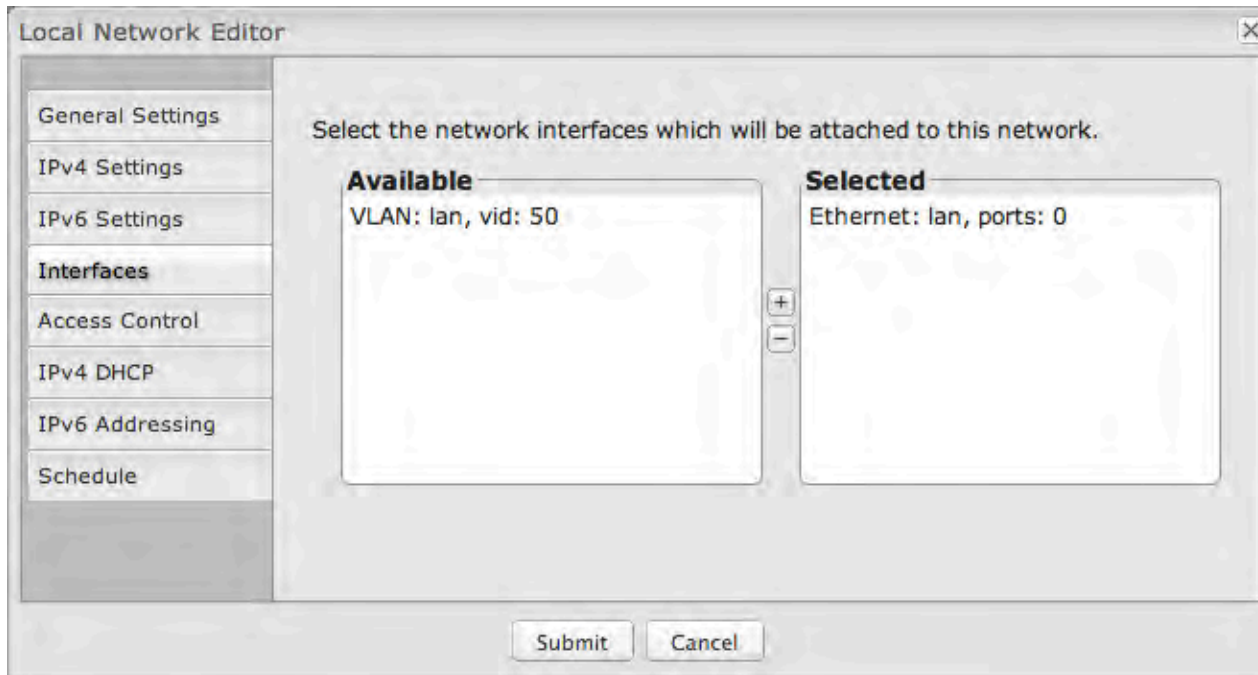 Local Network Editor
General Settings
IPv4 Settings
IPv6 Settings
Interfaces
Access Control
IPv4 DHCP
IPv6 Addressing
Schedule
Select the network interfaces which will be attached to this network.
Available
VLAN: lan, vid: 50
Selected
Ethernet: lan, ports: 0
+
−
Submit
Cancel